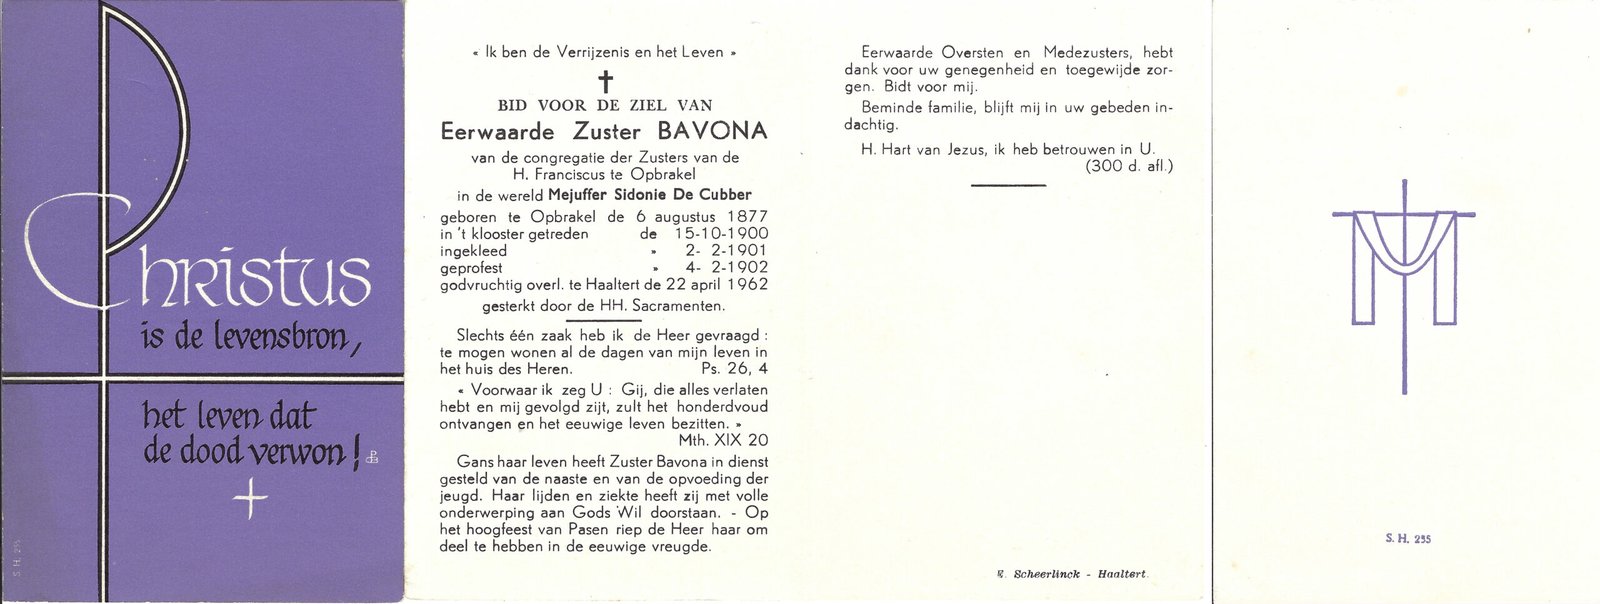 Christus
is de levensbron,
het leven dat
de dood verwon!
S. H. 235
« Ik ben de Verrijzenis en het Leven »
BID VOOR DE ZIEL VAN
Eerwaarde Zuster BAVONA
van de congregatie der Zusters van de
H. Franciscus te Opbrakel
in de wereld Mejuffer Sidonie De Cubber
geboren te Opbrakel de 6 augustus 1877
in 't klooster getreden de 15-10-1900
ingekleed » 2- 2-1901
geprofest » 4- 2-1902
godvruchtig overl. te Haaltert de 22 april 1962
gesterkt door de HH. Sacramenten.
Slechts één zaak heb ik de Heer gevraagd :
te mogen wonen al de dagen van mijn leven in
het huis des Heren. Ps. 26, 4
« Voorwaar ik zeg U : Gij, die alles verlaten
hebt en mij gevolgd zijt, zult het honderdvoud
ontvangen en het eeuwige leven bezitten. »
Mth. XIX 20
Gans haar leven heeft Zuster Bavona in dienst
gesteld van de naaste en van de opvoeding der
jeugd. Haar lijden en ziekte heeft zij met volle
onderwerping aan Gods Wil doorstaan. - Op
het hoogfeest van Pasen riep de Heer haar om
deel te hebben in de eeuwige vreugde.
Eerwaarde Oversten en Medezusters, hebt
dank voor uw genegenheid en toegewijde zor-
gen. Bidt voor mij.
Beminde familie, blijft mij in uw gebeden in-
dachtig.
H. Hart van Jezus, ik heb betrouwen in U.
(300 d. afl.)
Scheerlinck - Haaltert.
S. H. 235